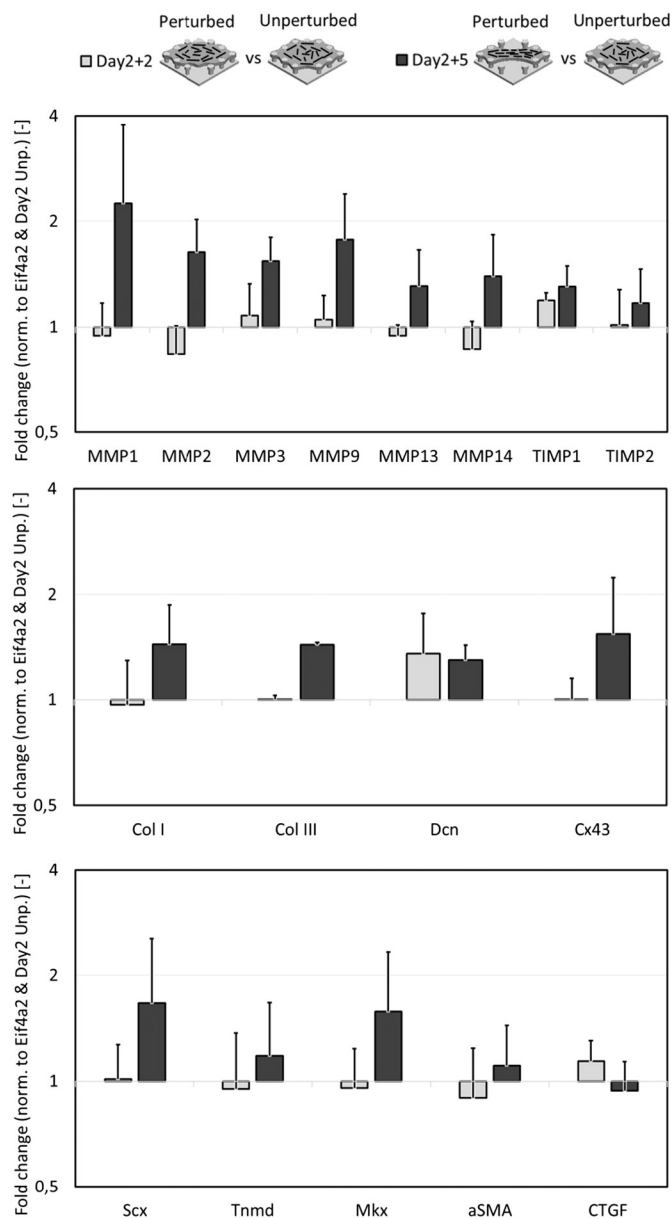 Perturbed Unperturbed Perturbed Unperturbed
Day2+2 vs Day2+5 vs
Fold change (norm. to Eif4a2 & Day2 Unp.) [-]
4
2
1
0,5
MMP1 MMP2 MMP3 MMP9 MMP13 MMP14 TIMP1 TIMP2
Fold change (norm. to Eif4a2 & Day2 Unp.) [-]
4
2
1
0,5
Col I Col III Dcn Cx43
Fold change (norm. to Eif4a2 & Day2 Unp.) [-]
4
2
1
0,5
Scx Tnmd Mkx aSMA CTGF